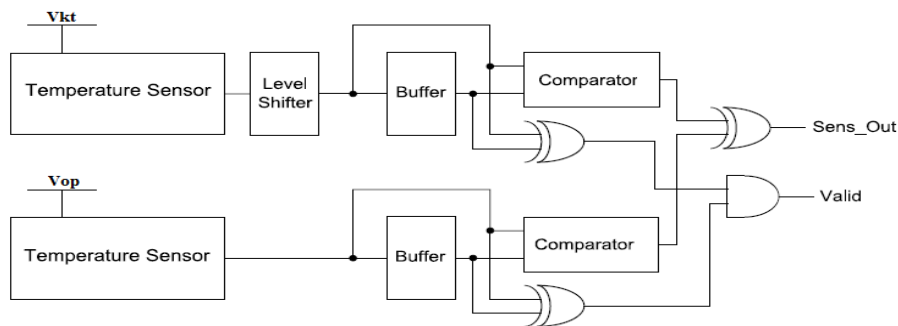 Vkt
Temperature Sensor
Level
Shifter
Buffer
Comparator
Sens_Out
Valid
Vop
Temperature Sensor
Buffer
Comparator